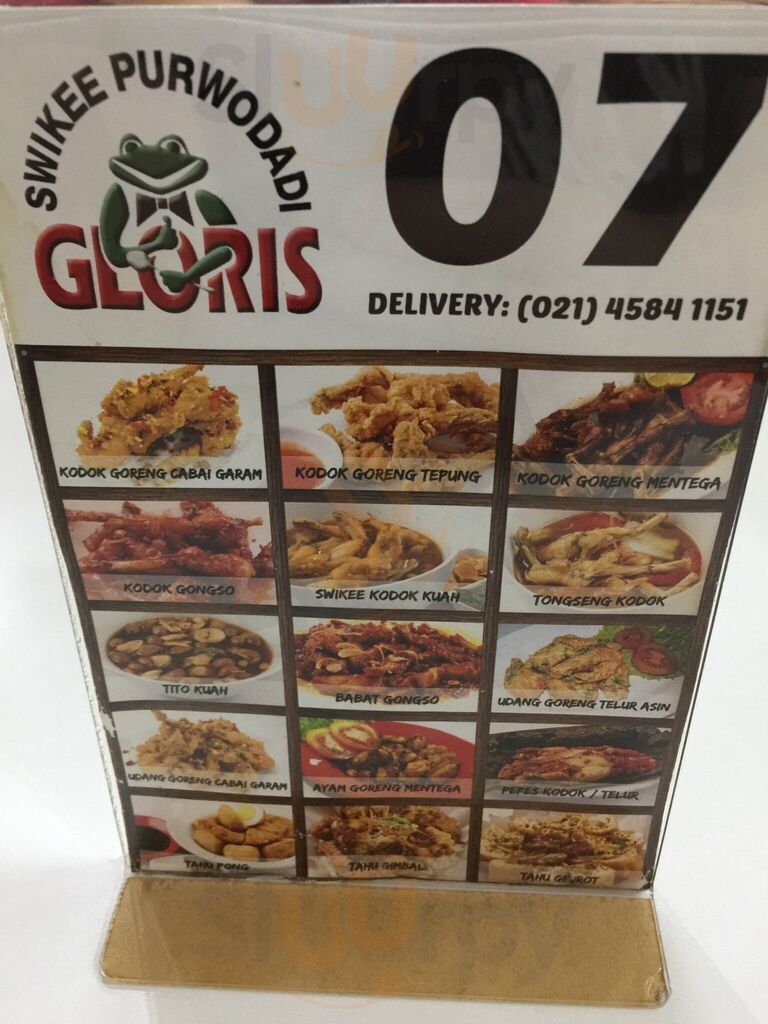 SWIKEE PURWODADI
GLORIS
07
DELIVERY: (021) 4584 1151
KODOK GORENG CABAI GARAM
KODOK GORENG TEPUNG
KODOK GORENG MENTEGA
KODOK GONGSO
SWIKEE KODOK KUAH
TONGSENG KODOK
TITO KUAH
BABAT GONGSO
UDANG GORENG TELUR ASIN
UDANG GORENG CABAI GARAM
AYAM GORENG MENTEGA
PEPES KODOK / TELUR
TAHU PONG
TAHU GIMBAL
TAHU GEJROT
sluurpy
sluurpy